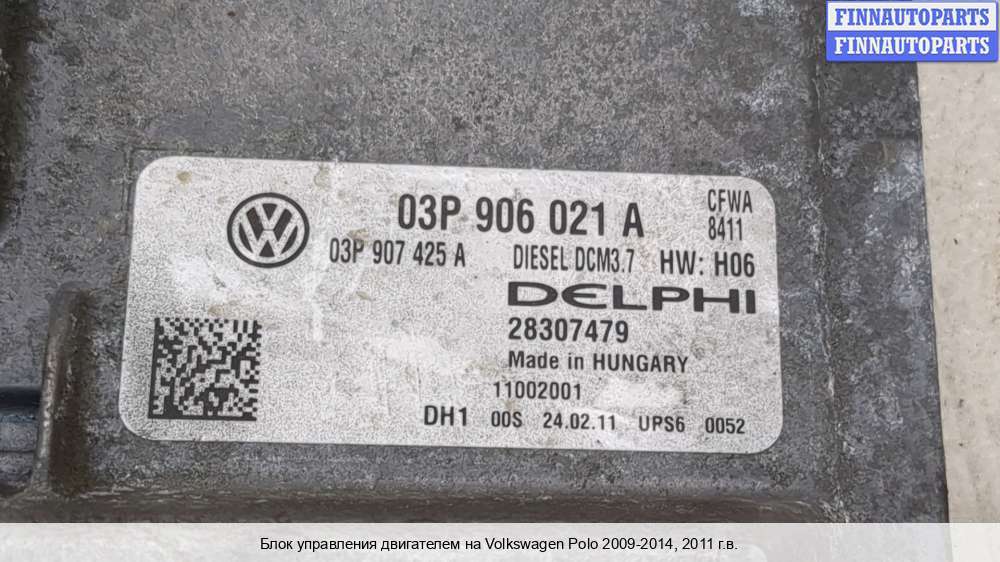 FINNAUTOPARTS
FINNAUTOPARTS
03P 906 021 A
CFWA
8411
03P 907 425 A DIESEL DCM3.7 HW: H06
DELPHI
28307479
Made in HUNGARY
11002001
DH1 00S 24.02.11 UPS6 0052
Блок управления двигателем на Volkswagen Polo 2009-2014, 2011 г.в.